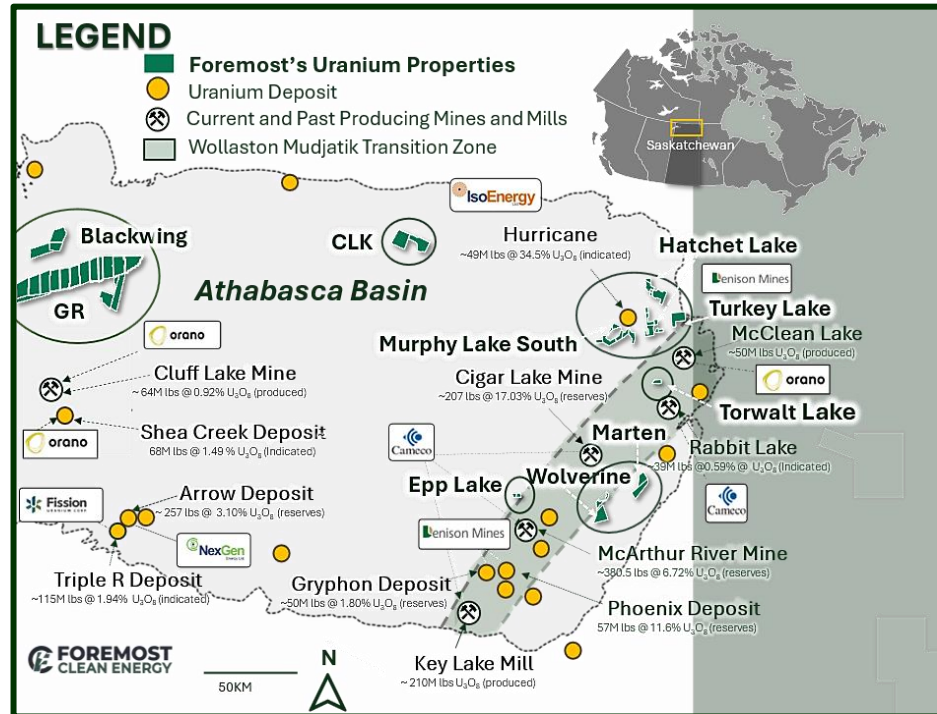 LEGEND
Foremost's Uranium Properties
Uranium Deposit
Current and Past Producing Mines and Mills
Wollaston Mudjatik Transition Zone
Saskatchewan
IsoEnergy
Blackwing
GR
CLK
Hurricane
~49M lbs @ 34.5% U₃O₈ (indicated)
Hatchet Lake
Denison Mines
Athabasca Basin
Turkey Lake
Murphy Lake South
McClean Lake
~50M lbs U₃O₈ (produced)
orano
orano
Cluff Lake Mine
~64M lbs @ 0.92% U₃O₈ (produced)
Cigar Lake Mine
~207 lbs @ 17.03% U₃O₈ (reserves)
Torwalt Lake
orano
Shea Creek Deposit
68M lbs @ 1.49 % U₃O₈ (Indicated)
Cameco
Marten
Rabbit Lake
~39M lbs @0.59% @ U₃O₈ (Indicated)
Cameco
Epp Lake
Wolverine
Fission
URANIUM CORP
Arrow Deposit
~ 257 lbs @ 3.10% U₃O₈ (reserves)
NexGen
Energy Ltd.
Denison Mines
McArthur River Mine
~380.5 lbs @ 6.72% U₃O₈ (reserves)
Triple R Deposit
~115M lbs @ 1.94% U₃O₈ (indicated)
Gryphon Deposit
~50M lbs @ 1.80% U₃O₈ (reserves)
Phoenix Deposit
57M lbs @ 11.6% U₃O₈ (reserves)
Key Lake Mill
~ 210M lbs U₃O₈ (produced)
FOREMOST
CLEAN ENERGY
50KM
N